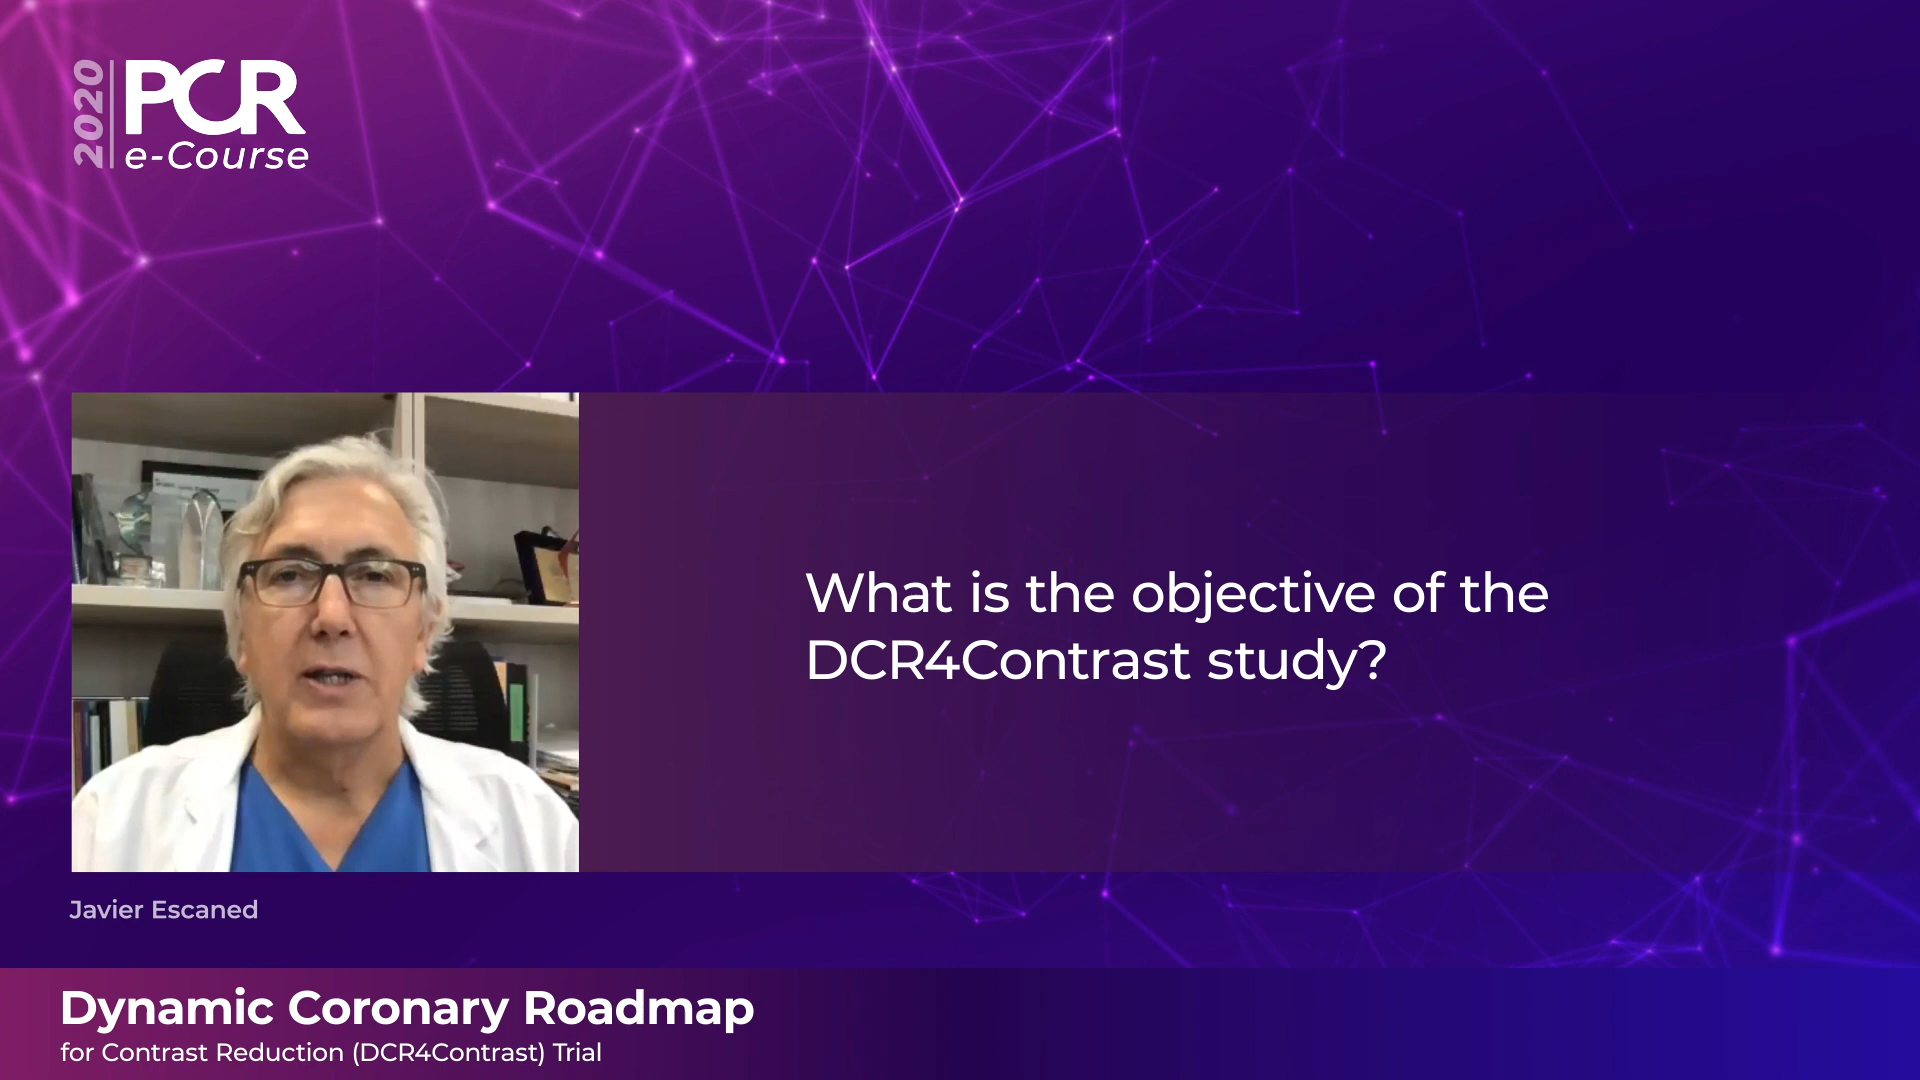 2020
PCR
e-Course
What is the objective of the
DCR4Contrast study?
Javier Escaned
Dynamic Coronary Roadmap
for Contrast Reduction (DCR4Contrast) Trial